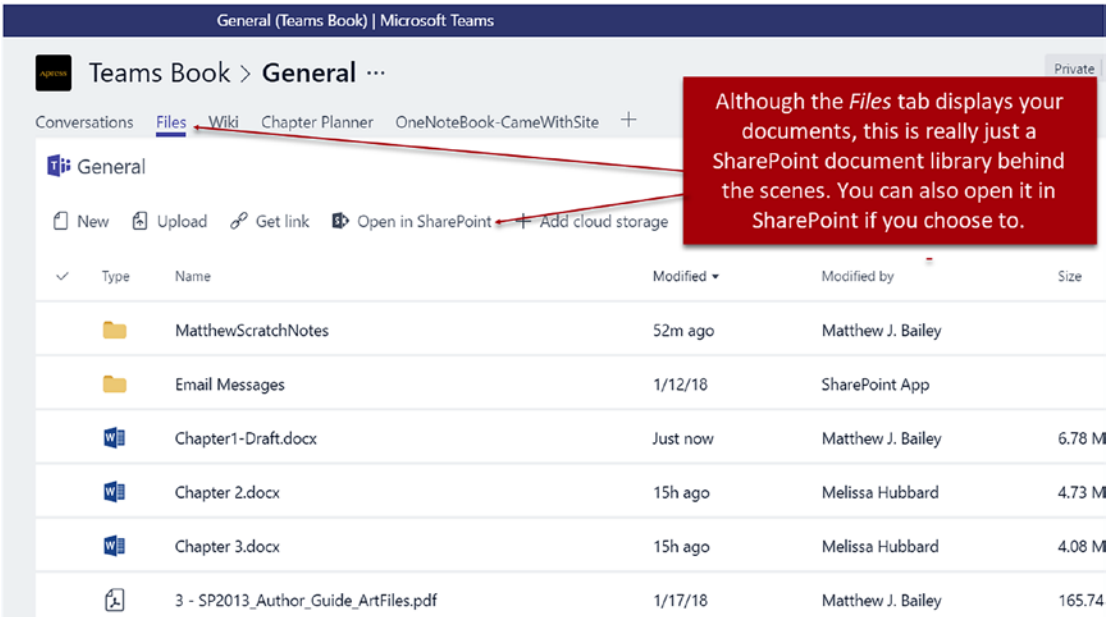 General (Teams Book) | Microsoft Teams
Apress
Teams Book > General ···
Private
Conversations Files Wiki Chapter Planner OneNoteBook-CameWithSite +
Although the Files tab displays your
documents, this is really just a
SharePoint document library behind
the scenes. You can also open it in
SharePoint if you choose to.
General
New Upload Get link Open in SharePoint + Add cloud storage
Type Name Modified Modified by Size
MatthewScratchNotes 52m ago Matthew J. Bailey
Email Messages 1/12/18 SharePoint App
Chapter1-Draft.docx Just now Matthew J. Bailey 6.78 M
Chapter 2.docx 15h ago Melissa Hubbard 4.73 M
Chapter 3.docx 15h ago Melissa Hubbard 4.08 M
3 - SP2013_Author_Guide_ArtFiles.pdf 1/17/18 Matthew J. Bailey 165.74